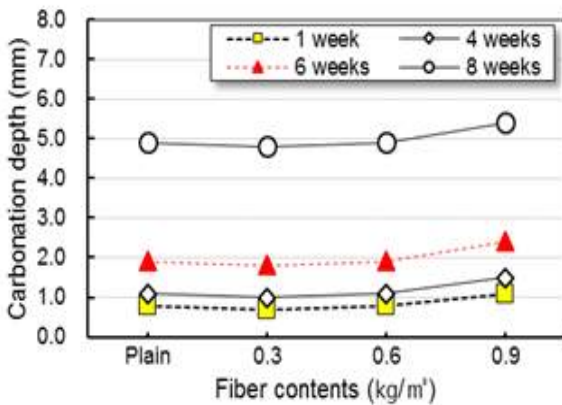 8.0
7.0
6.0
5.0
4.0
3.0
2.0
1.0
0.0
Carbonation depth (mm)
1 week
4 weeks
6 weeks
8 weeks
Plain
0.3
0.6
0.9
Fiber contents (kg/㎥)